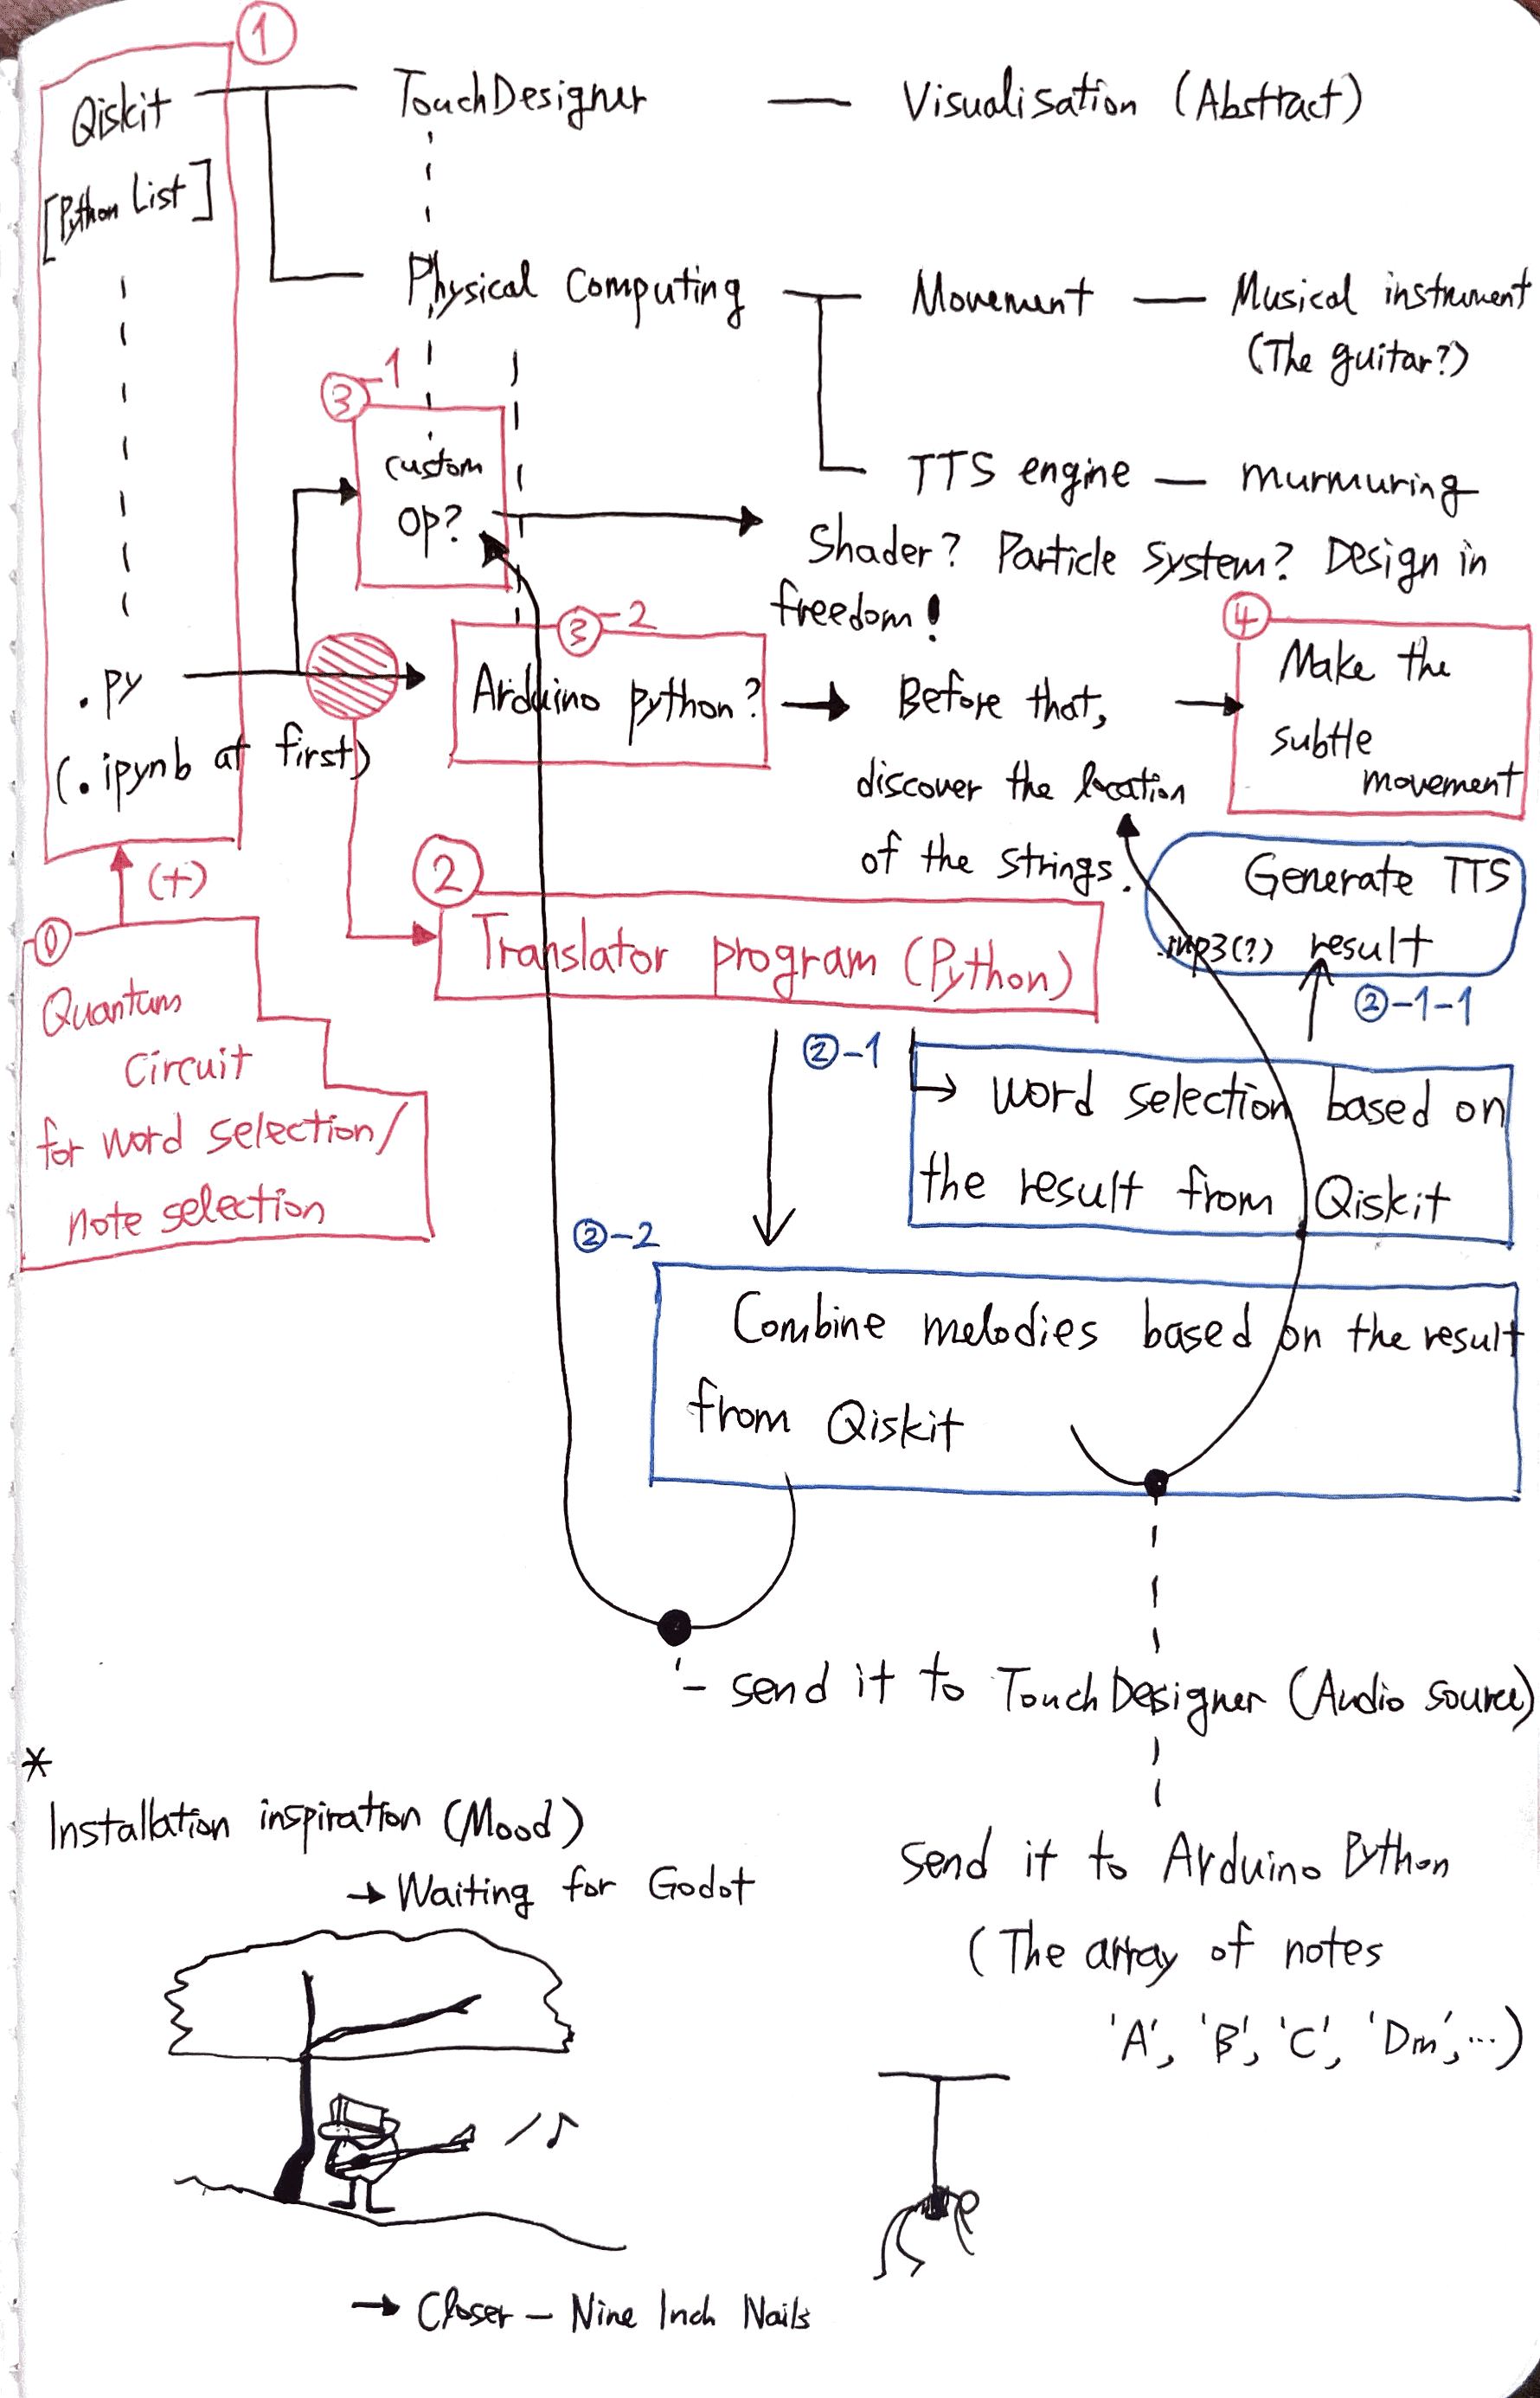 ①
Qiskit
[Python List]
TouchDesigner — Visualisation (Abstract)
Physical Computing
Movement — Musical instrument
(The guitar?)
TTS engine — murmuring
③-1
custom
OP?
Shader? Particle system? Design in
freedom!
.py
(.ipynb at first)
③-2
Arduino python?
Before that,
discover the location
of the strings.
④
Make the
subtle
movement
(+)
⓪
Quantum
Circuit
for word selection/
note selection
②
Translator program (Python)
Generate TTS
.mp3(?) result
②-1-1
②-1
word selection based on
the result from Qiskit
②-2
Combine melodies based on the result
from Qiskit
- send it to TouchDesigner (Audio source)
send it to Arduino Python
(The array of notes
'A', 'B', 'C', 'Dm', ...)
*
Installation inspiration (Mood)
→ Waiting for Godot
→ Closer – Nine Inch Nails